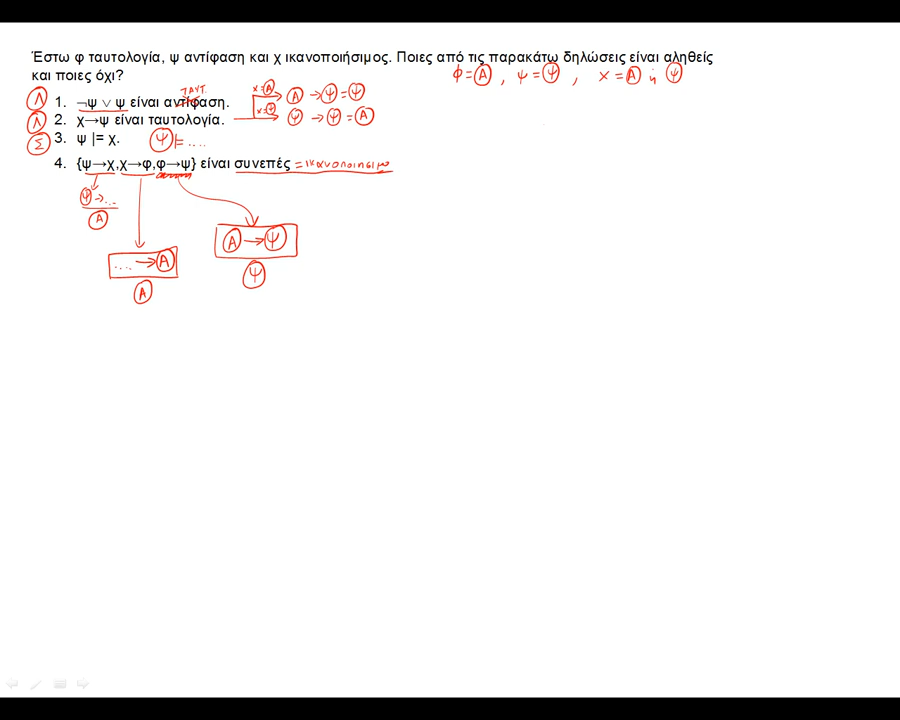 Έστω φ ταυτολογία, ψ αντίφαση και χ ικανοποιήσιμος. Ποιες από τις παρακάτω δηλώσεις είναι αληθείς
και ποιες όχι?
φ = Α , ψ = Ψ , χ = Α ή Ψ
ΤΑΥΤ.
Λ 1. ¬ψ ∨ ψ είναι αντίφαση.
χ=Α Α → Ψ = Ψ
Λ 2. χ→ψ είναι ταυτολογία.
χ=Ψ Ψ → Ψ = Α
Σ 3. ψ |= χ. Ψ ⊨ ....
4. {ψ→χ,χ→φ,φ→ψ} είναι συνεπές = ικανοποιησιμο
Ψ → ...
Α
.... → Α
Α
Α → Ψ
Ψ